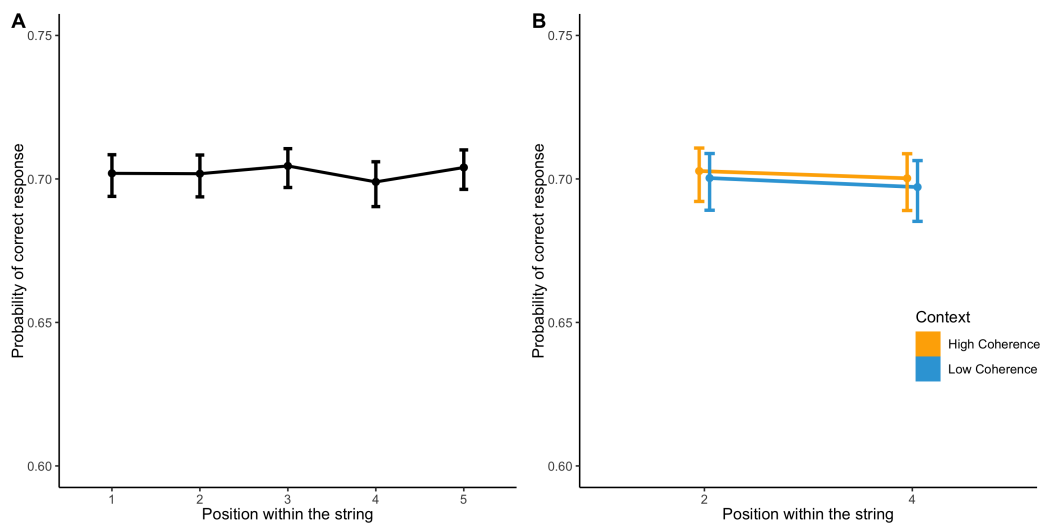 A
Probability of correct response
0.75
0.70
0.65
0.60
1 2 3 4 5
Position within the string
B
Probability of correct response
0.75
0.70
0.65
0.60
2 4
Position within the string
Context
High Coherence
Low Coherence